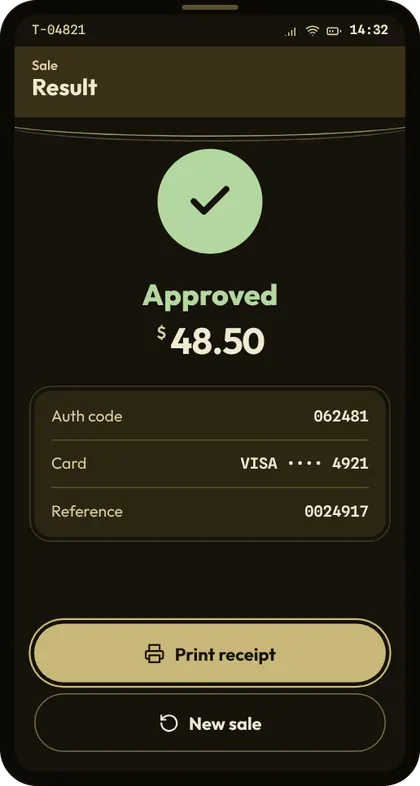 T-04821 14:32
Sale
Result
Approved
$48.50
Auth code 062481
Card VISA •••• 4921
Reference 0024917
Print receipt
New sale